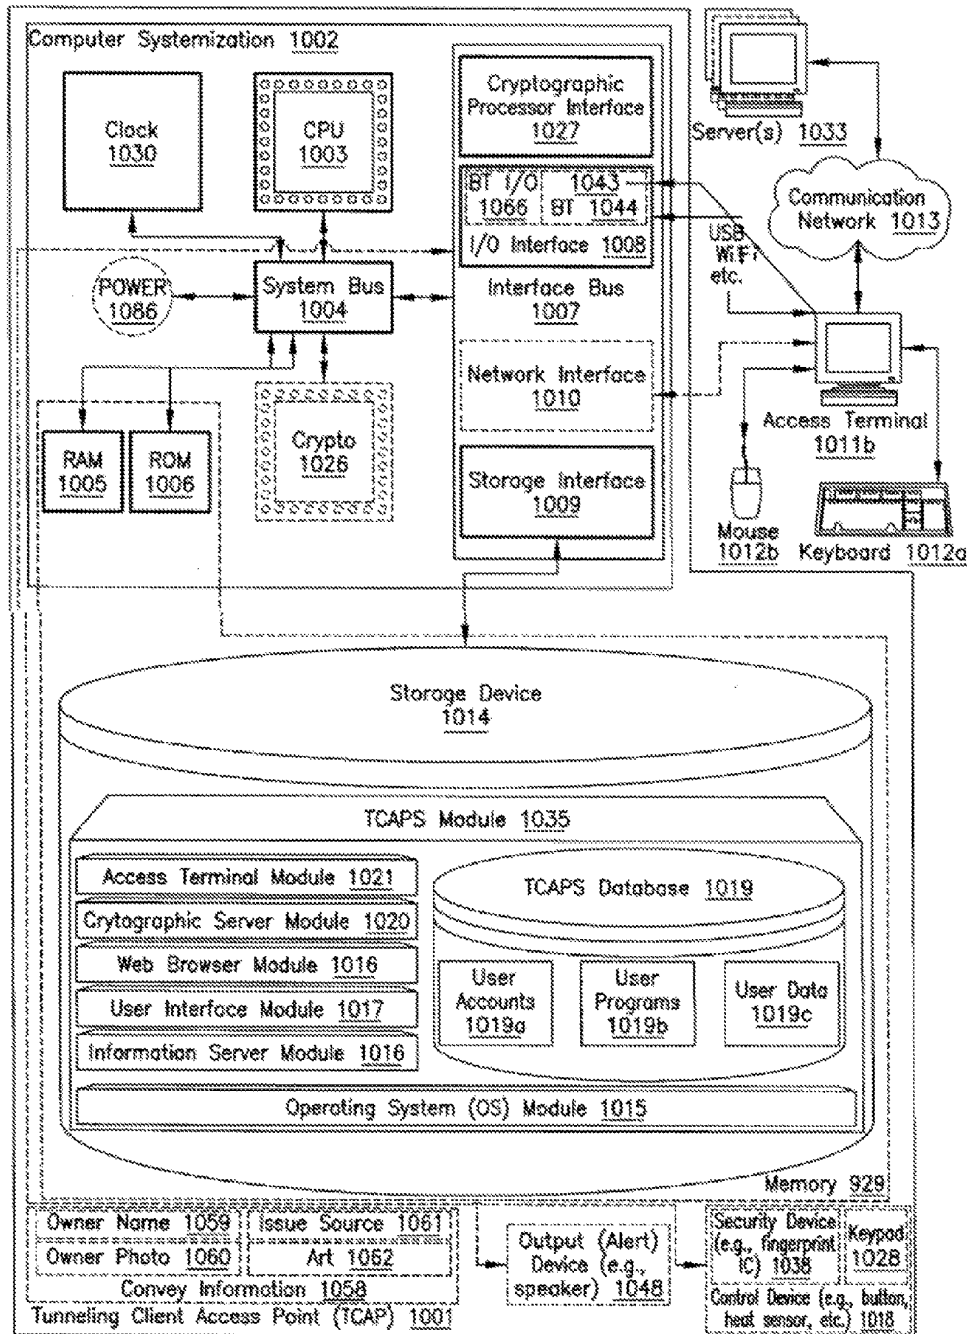 Computer Systemization 1002
Clock
1030
CPU
1003
Cryptographic
Processor Interface
1027
BT I/O
1066
1043
BT 1044
I/O Interface 1008
Interface Bus
1007
POWER
1086
System Bus
1004
Network Interface
1010
RAM
1005
ROM
1006
Crypto
1026
Storage Interface
1009
Server(s) 1033
Communication
Network 1013
USB
WiFi
etc.
Access Terminal
1011b
Mouse
1012b
Keyboard 1012a
Storage Device
1014
TCAPS Module 1035
Access Terminal Module 1021
Crytographic Server Module 1020
Web Browser Module 1016
User Interface Module 1017
Information Server Module 1016
TCAPS Database 1019
User
Accounts
1019a
User
Programs
1019b
User Data
1019c
Operating System (OS) Module 1015
Memory 929
Owner Name 1059
Issue Source 1061
Owner Photo 1060
Art 1062
Convey Information 1058
Tunneling Client Access Point (TCAP) 1001
Output (Alert)
Device (e.g.,
speaker) 1048
Security Device
(e.g., fingerprint
IC) 1038
Keypad
1028
Control Device (e.g., button,
heat sensor, etc.) 1018